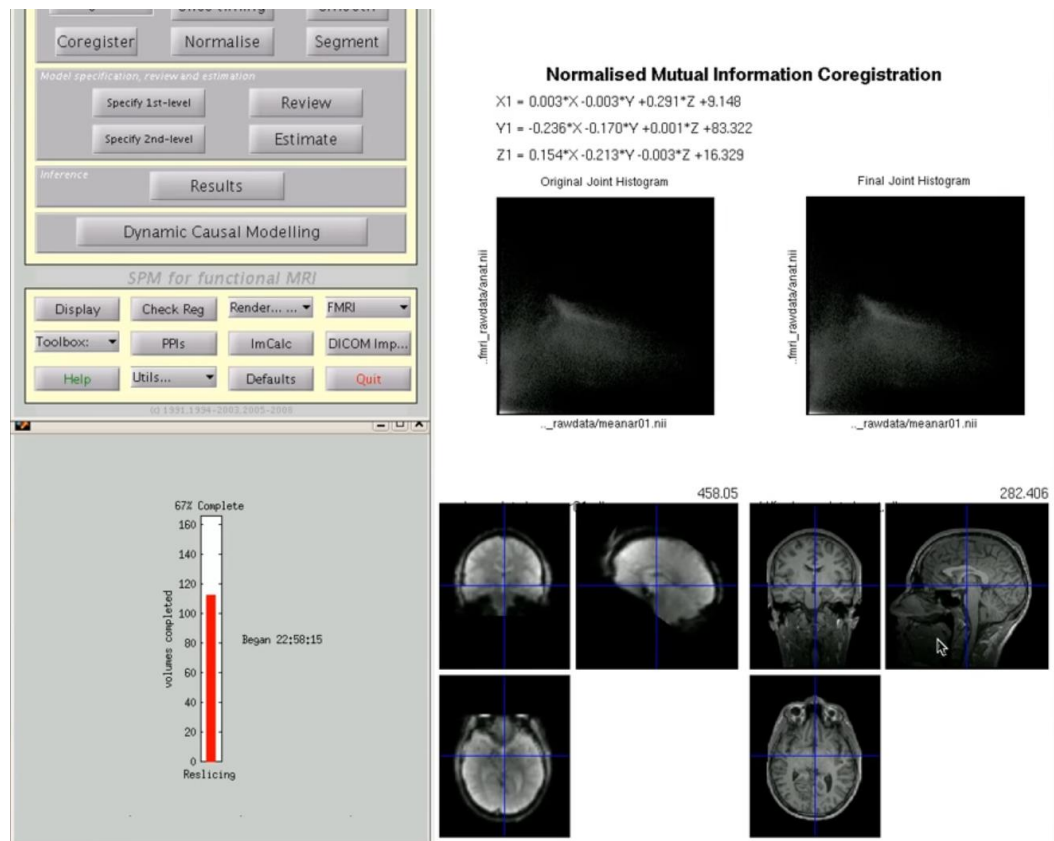 Coregister Normalise Segment
Model specification, review and estimation
Specify 1st-level Review
Specify 2nd-level Estimate
Inference
Results
Dynamic Causal Modelling
SPM for functional MRI
Display Check Reg Render... ... FMRI
Toolbox: PPIs ImCalc DICOM Imp...
Help Utils... Defaults Quit
(c) 1991,1994-2003,2005-2008
67% Complete
160
140
120
100
80
60
40
20
0
volumes completed
Began 22:58:15
Reslicing
Normalised Mutual Information Coregistration
X1 = 0.003*X -0.003*Y +0.291*Z +9.148
Y1 = -0.236*X -0.170*Y +0.001*Z +83.322
Z1 = 0.154*X -0.213*Y -0.003*Z +16.329
Original Joint Histogram
..fmri_rawdata/anat.nii
.._rawdata/meanar01.nii
Final Joint Histogram
..fmri_rawdata/anat.nii
.._rawdata/meanar01.nii
458.05
282.406